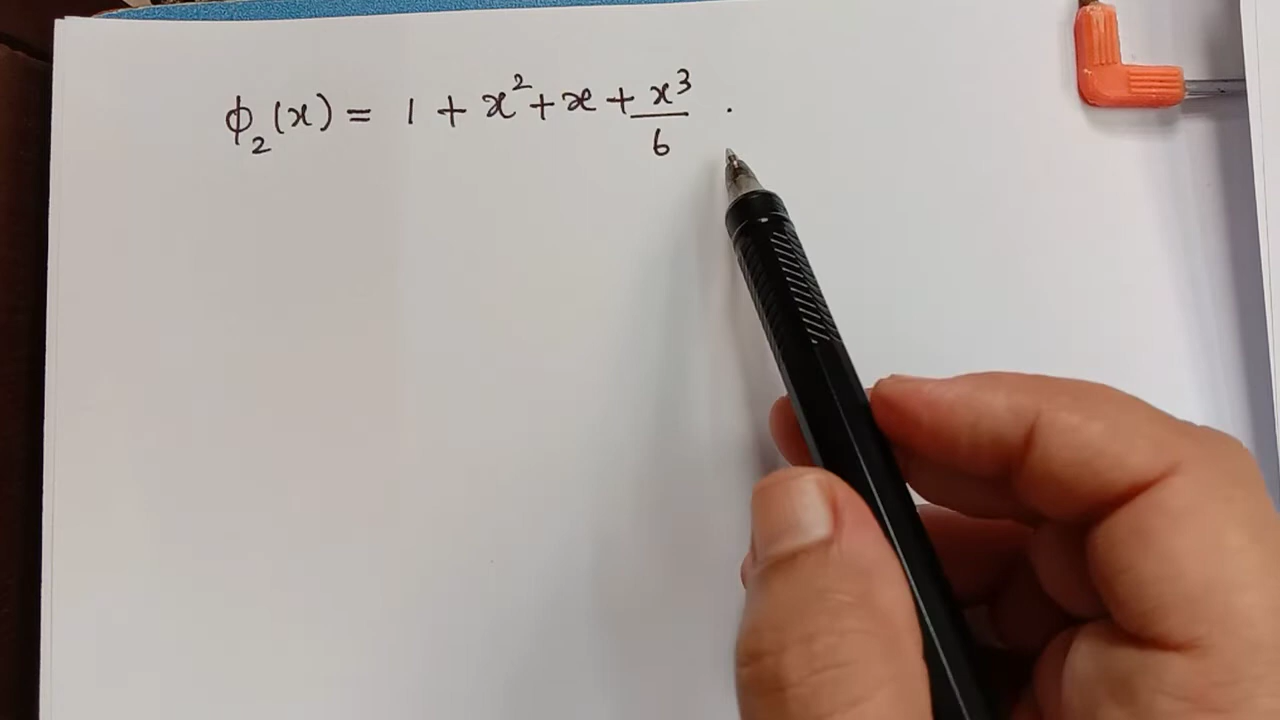 ϕ₂(x) = 1 + x² + x + x³/6 .